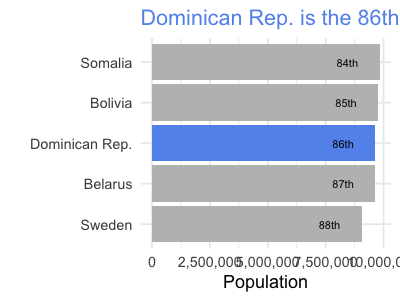 Dominican Rep. is the 86th
Somalia 84th
Bolivia 85th
Dominican Rep. 86th
Belarus 87th
Sweden 88th
0 2,500,000 5,000,000 7,500,000 10,000,0
Population